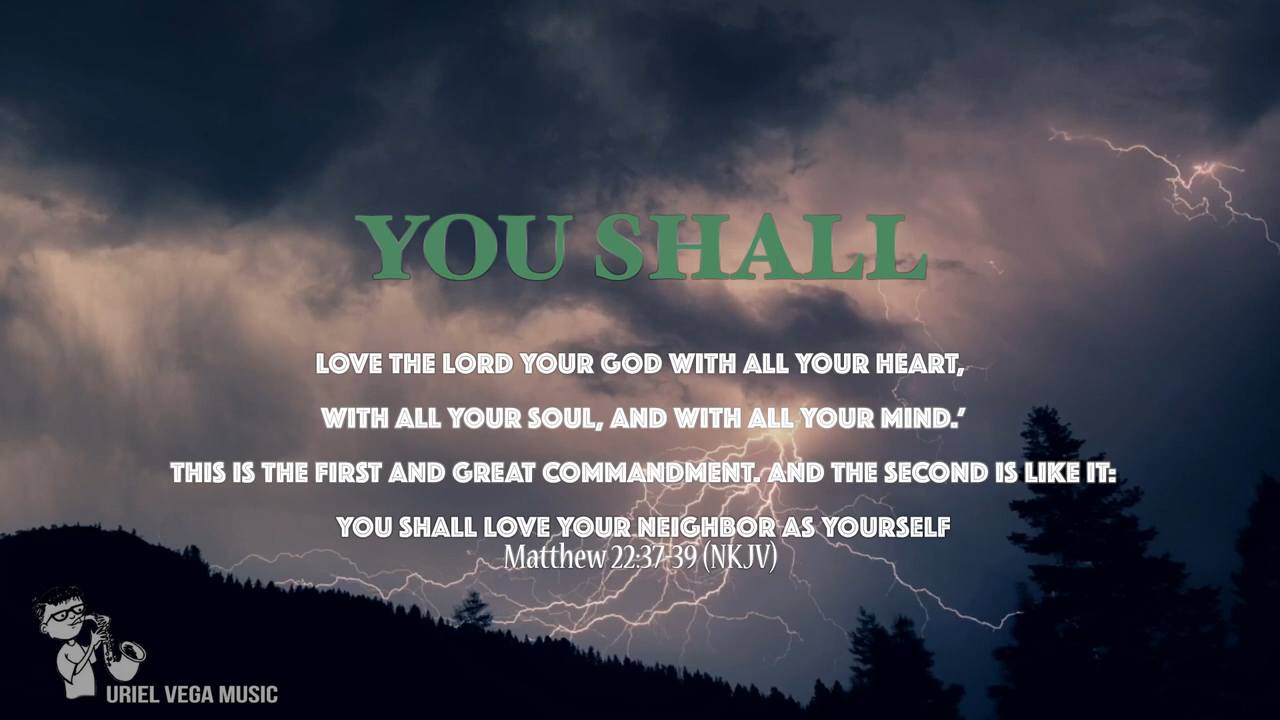 YOU SHALL
LOVE THE LORD YOUR GOD WITH ALL YOUR HEART,
WITH ALL YOUR SOUL, AND WITH ALL YOUR MIND.’
THIS IS THE FIRST AND GREAT COMMANDMENT. AND THE SECOND IS LIKE IT:
YOU SHALL LOVE YOUR NEIGHBOR AS YOURSELF
Matthew 22:37-39 (NKJV)
URIEL VEGA MUSIC